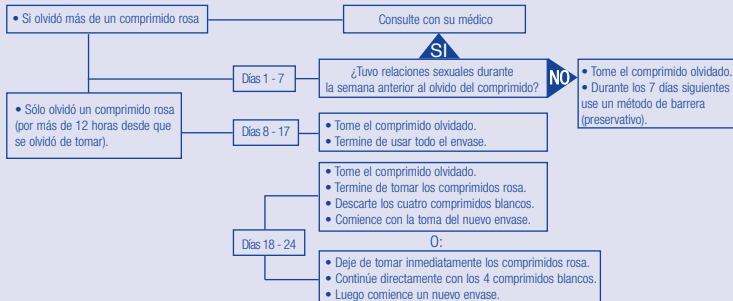 • Si olvidó más de un comprimido rosa
Consulte con su médico
SI
Días 1 - 7
¿Tuvo relaciones sexuales durante
la semana anterior al olvido del comprimido?
NO
• Tome el comprimido olvidado.
• Durante los 7 días siguientes
use un método de barrera
(preservativo).
• Sólo olvidó un comprimido rosa
(por más de 12 horas desde que
se olvidó de tomar).
Días 8 - 17
• Tome el comprimido olvidado.
• Termine de usar todo el envase.
Días 18 - 24
• Tome el comprimido olvidado.
• Termine de tomar los comprimidos rosa.
• Descarte los cuatro comprimidos blancos.
• Comience con la toma del nuevo envase.
O:
• Deje de tomar inmediatamente los comprimidos rosa.
• Continúe directamente con los 4 comprimidos blancos.
• Luego comience un nuevo envase.